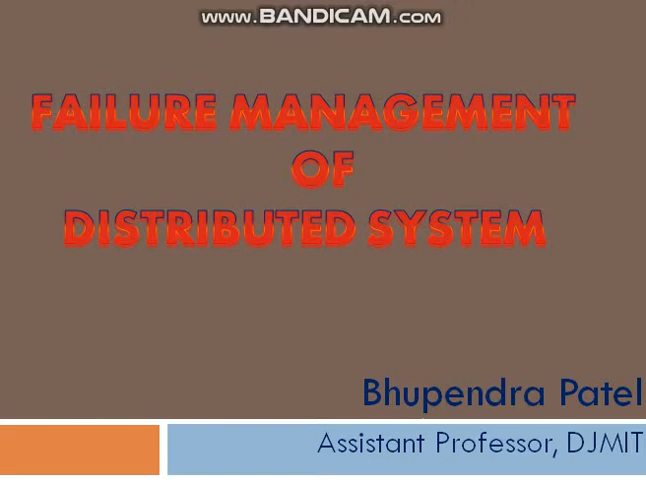 www.BANDICAM.com
FAILURE MANAGEMENT
OF
DISTRIBUTED SYSTEM
Bhupendra Patel
Assistant Professor, DJMIT